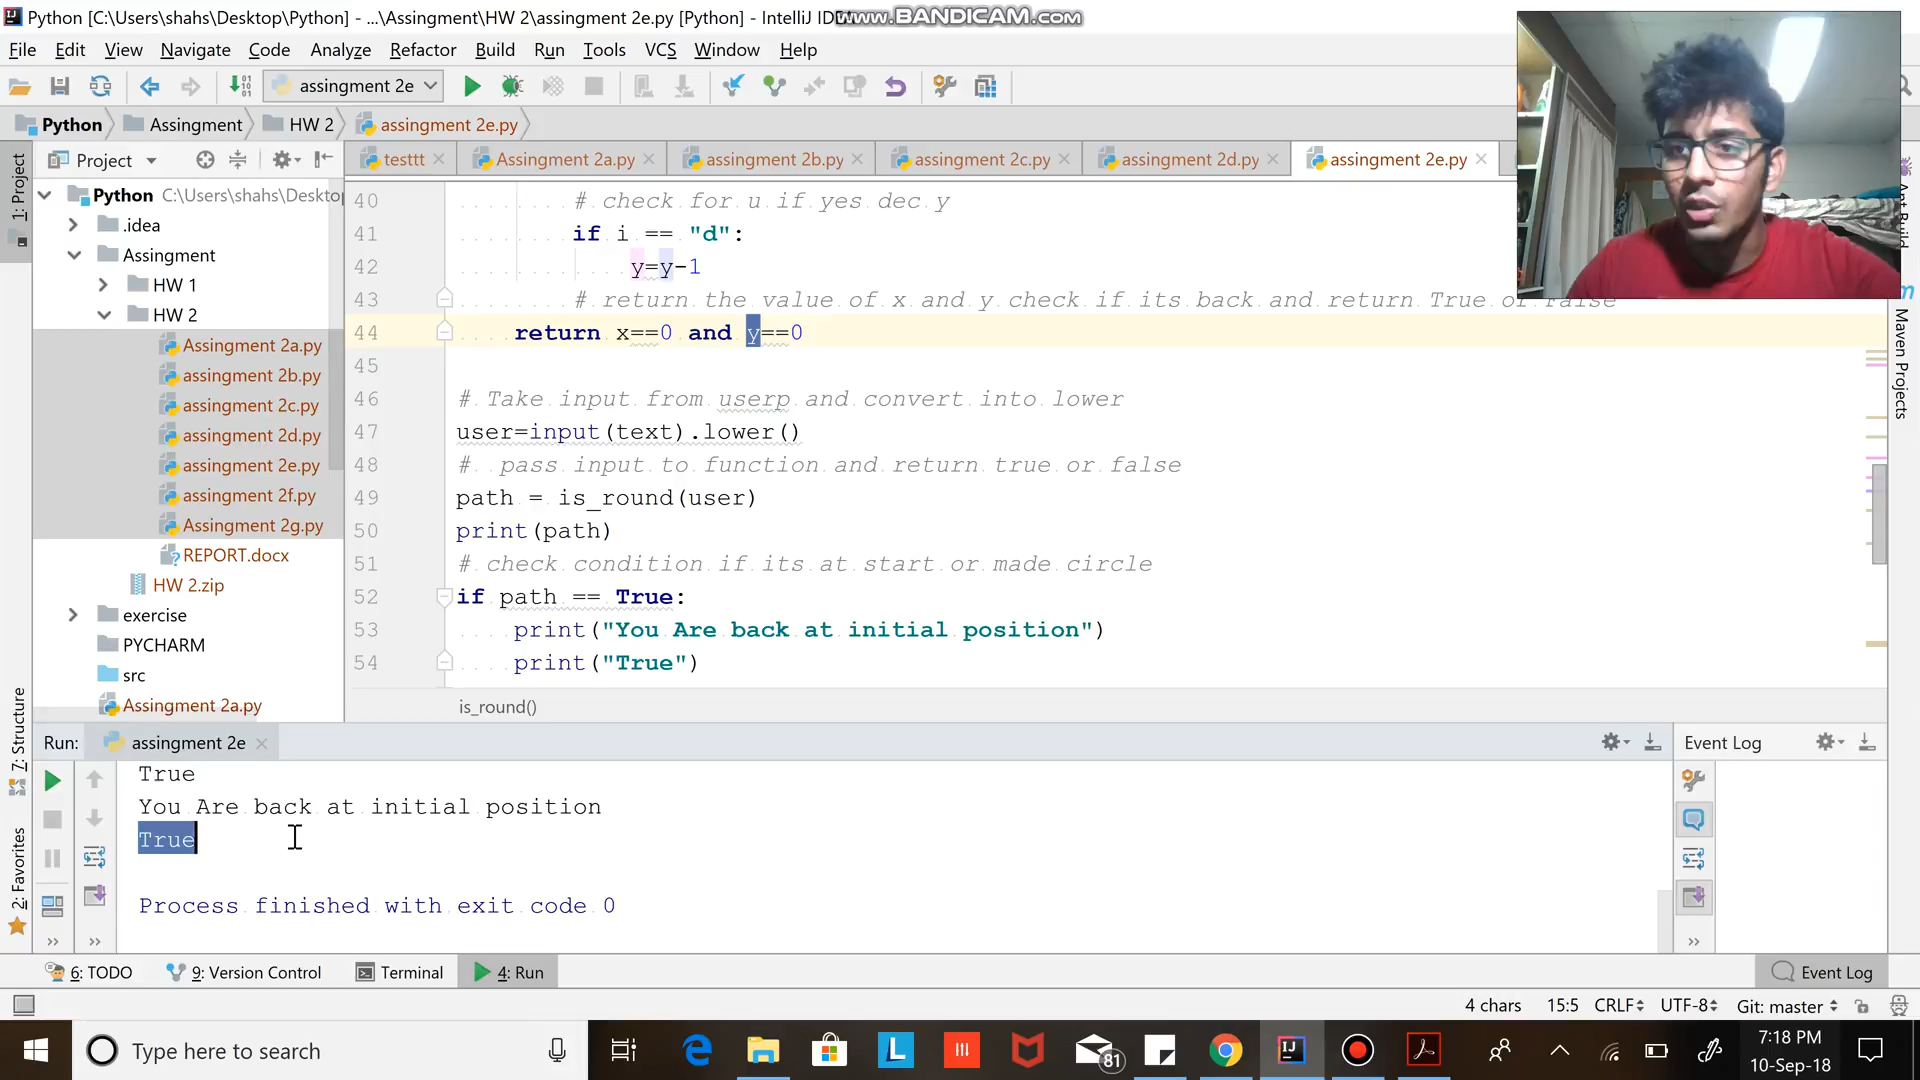 Python [C:\Users\shahs\Desktop\Python] - ...\Assingment\HW 2\assingment 2e.py [Python] - IntelliJ IDEA
www.BANDICAM.com
File Edit View Navigate Code Analyze Refactor Build Run Tools VCS Window Help
assingment 2e
Python Assingment HW 2 assingment 2e.py
Project
testtt Assingment 2a.py assingment 2b.py assingment 2c.py assingment 2d.py assingment 2e.py
1: Project
Python C:\Users\shahs\Deskto
.idea
Assingment
HW 1
HW 2
Assingment 2a.py
assingment 2b.py
assingment 2c.py
assingment 2d.py
assingment 2e.py
assingment 2f.py
Assingment 2g.py
REPORT.docx
HW 2.zip
exercise
PYCHARM
src
Assingment 2a.py
40 # check for u if yes dec y
41 if i == "d":
42 y=y-1
43 # return the value of x and y check if its back and return True or False
44 return x==0 and y==0
45
46 # Take input from userp and convert into lower
47 user=input(text).lower()
48 # pass input to function and return true or false
49 path = is_round(user)
50 print(path)
51 # check condition if its at start or made circle
52 if path == True:
53 print("You Are back at initial position")
54 print("True")
is_round()
Ant Build
Maven Projects
7: Structure
2: Favorites
Run: assingment 2e
Event Log
True
You Are back at initial position
True
Process finished with exit code 0
6: TODO 9: Version Control Terminal 4: Run Event Log
4 chars 15:5 CRLF UTF-8 Git: master
Type here to search
L
81
7:18 PM
10-Sep-18